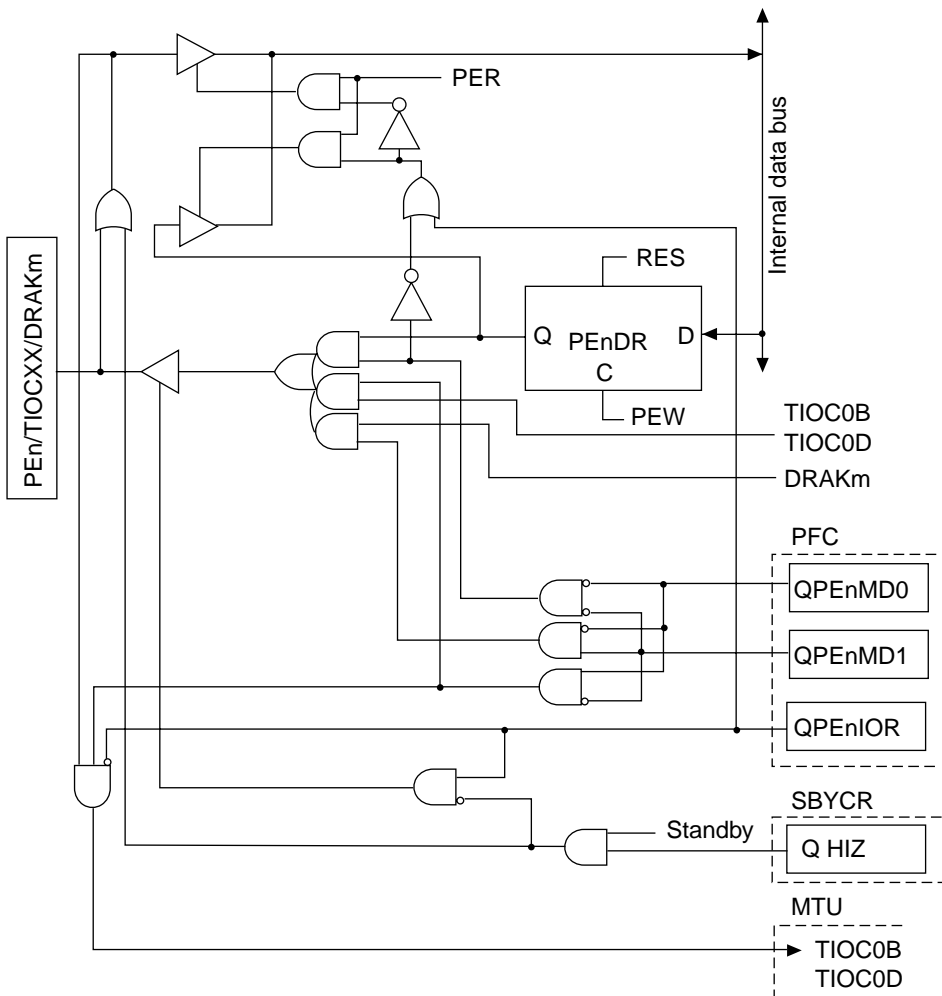 PER
Internal data bus
PEn/TIOCXX/DRAKm
RES
Q PEnDR D
C
PEW
TIOC0B
TIOC0D
DRAKm
PFC
QPEnMD0
QPEnMD1
QPEnIOR
SBYCR
Standby
Q HIZ
MTU
TIOC0B
TIOC0D